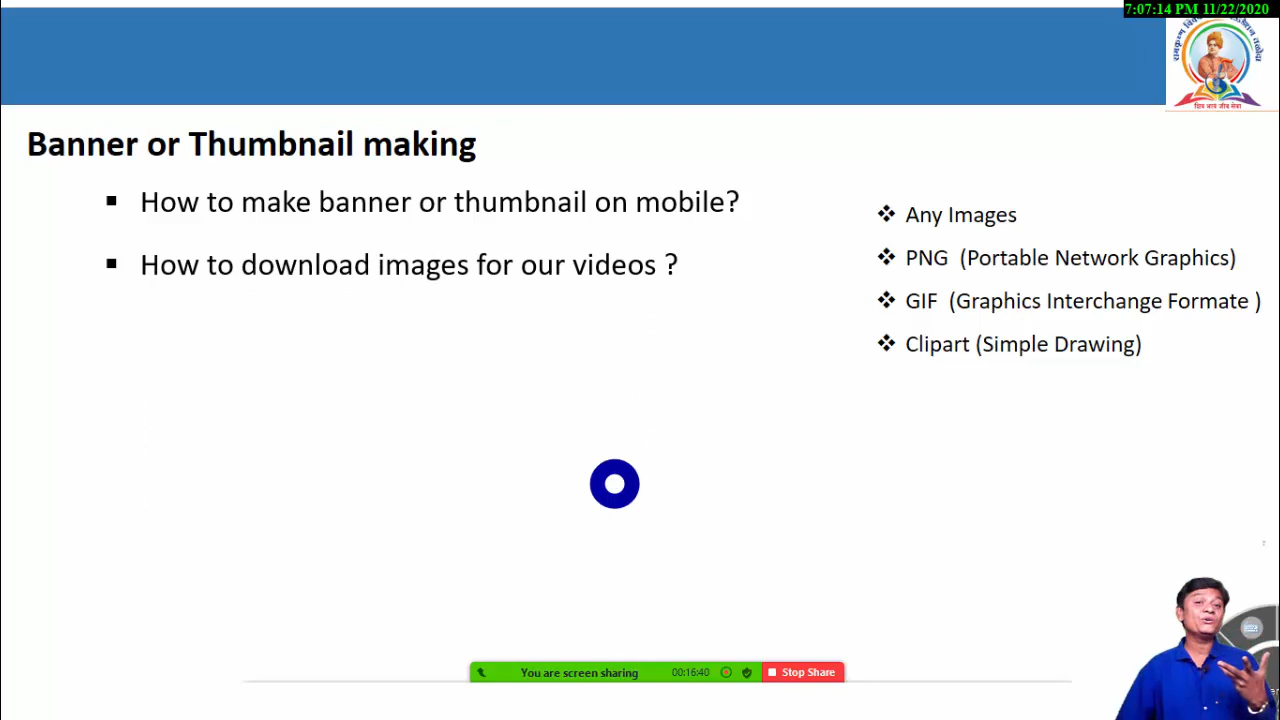 7:07:14 PM 11/22/2020
शिव भावे जीव सेवा
Banner or Thumbnail making
How to make banner or thumbnail on mobile?
How to download images for our videos ?
Any Images
PNG (Portable Network Graphics)
GIF (Graphics Interchange Formate )
Clipart (Simple Drawing)
You are screen sharing 00:16:40 Stop Share